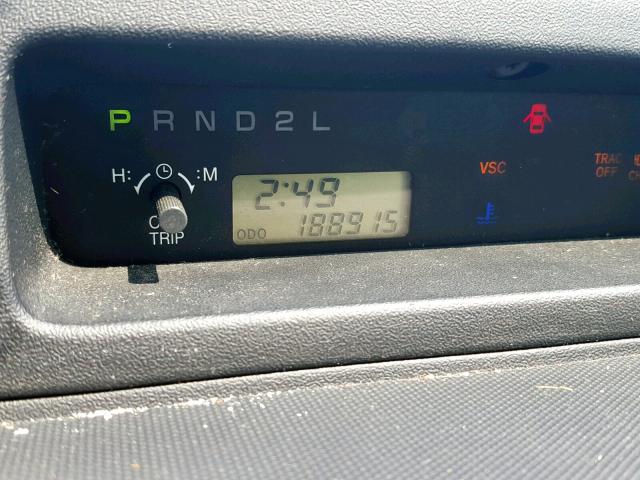 P R N D 2 L
H: :M
VSC
TRAC
OFF
2:49
ODO 188915
TRIP